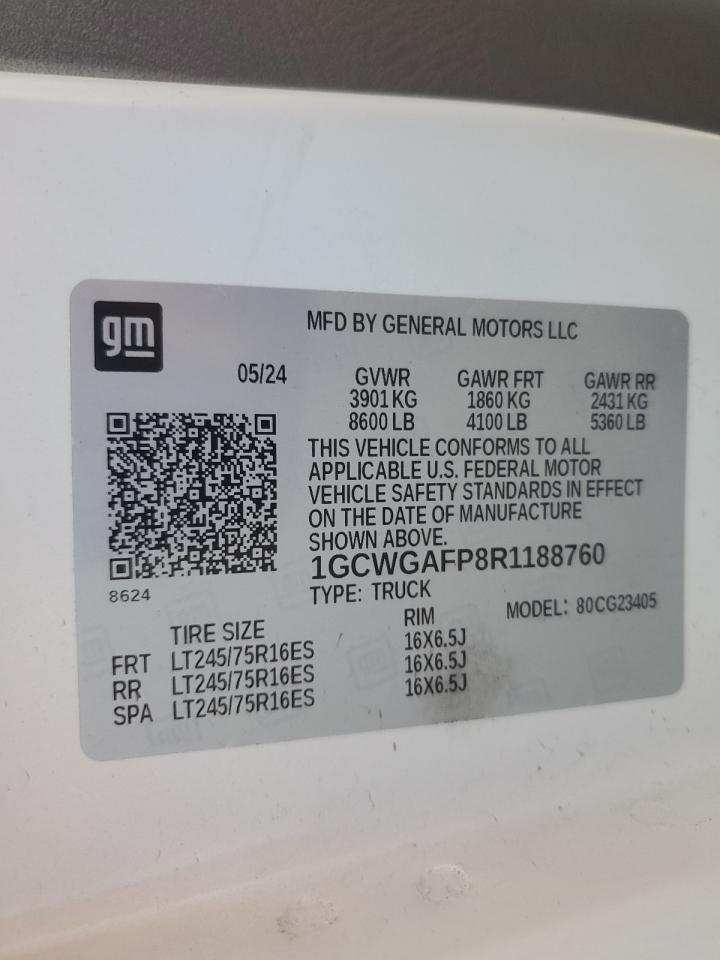 gm
MFD BY GENERAL MOTORS LLC
05/24
GVWR GAWR FRT GAWR RR
3901 KG 1860 KG 2431 KG
8600 LB 4100 LB 5360 LB
THIS VEHICLE CONFORMS TO ALL
APPLICABLE U.S. FEDERAL MOTOR
VEHICLE SAFETY STANDARDS IN EFFECT
ON THE DATE OF MANUFACTURE
SHOWN ABOVE.
1GCWGAFP8R1188760
8624
TYPE: TRUCK
MODEL: 80CG23405
TIRE SIZE RIM
FRT LT245/75R16ES 16X6.5J
RR LT245/75R16ES 16X6.5J
SPA LT245/75R16ES 16X6.5J